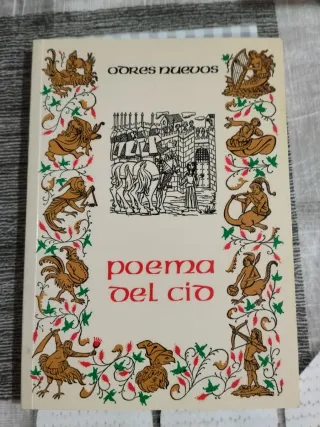 odres nuevos
poema
del cid